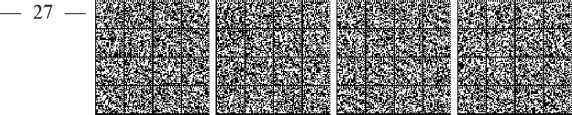 — 27 —